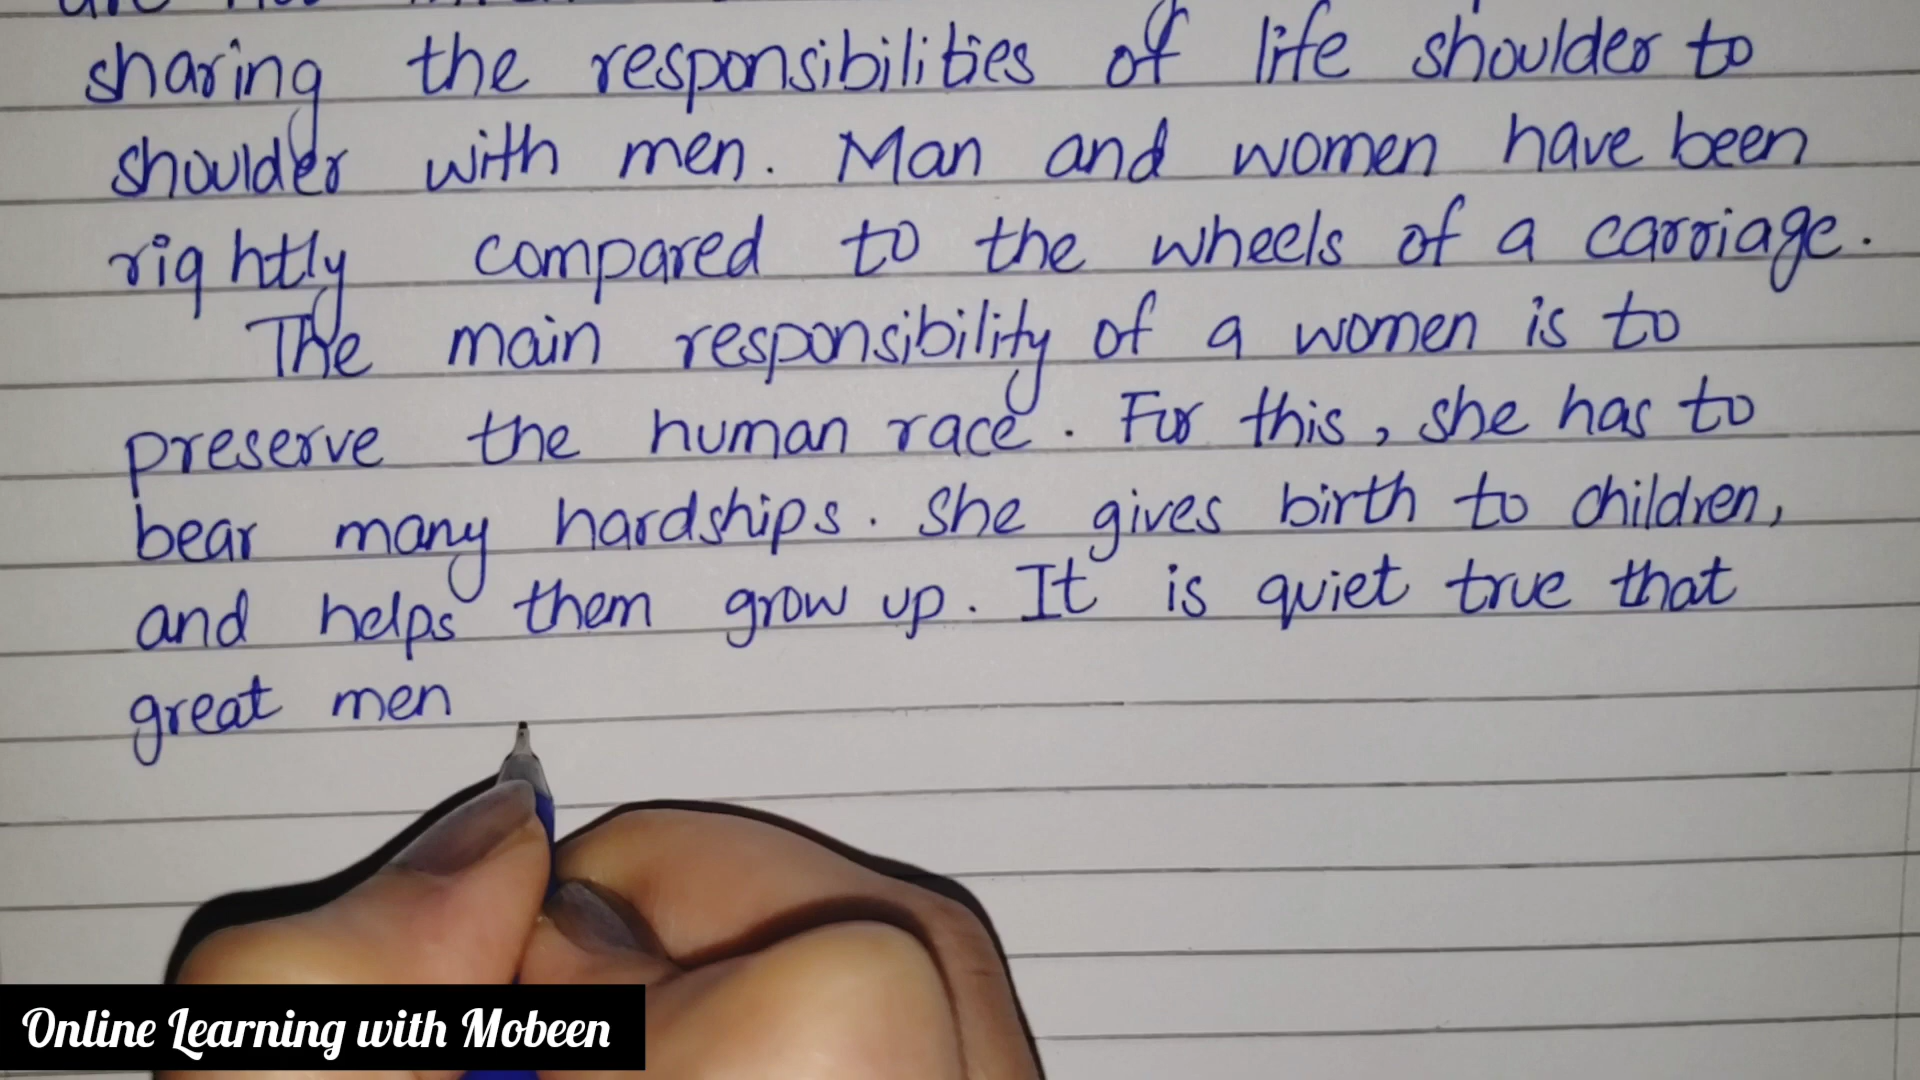 sharing the responsibilities of life shoulder to
shoulder with men. Man and women have been
rightly compared to the wheels of a carriage.
The main responsibility of a women is to
preserve the human race. For this, she has to
bear many hardships. She gives birth to children,
and helps them grow up. It is quiet true that
great men
Online Learning with Mobeen